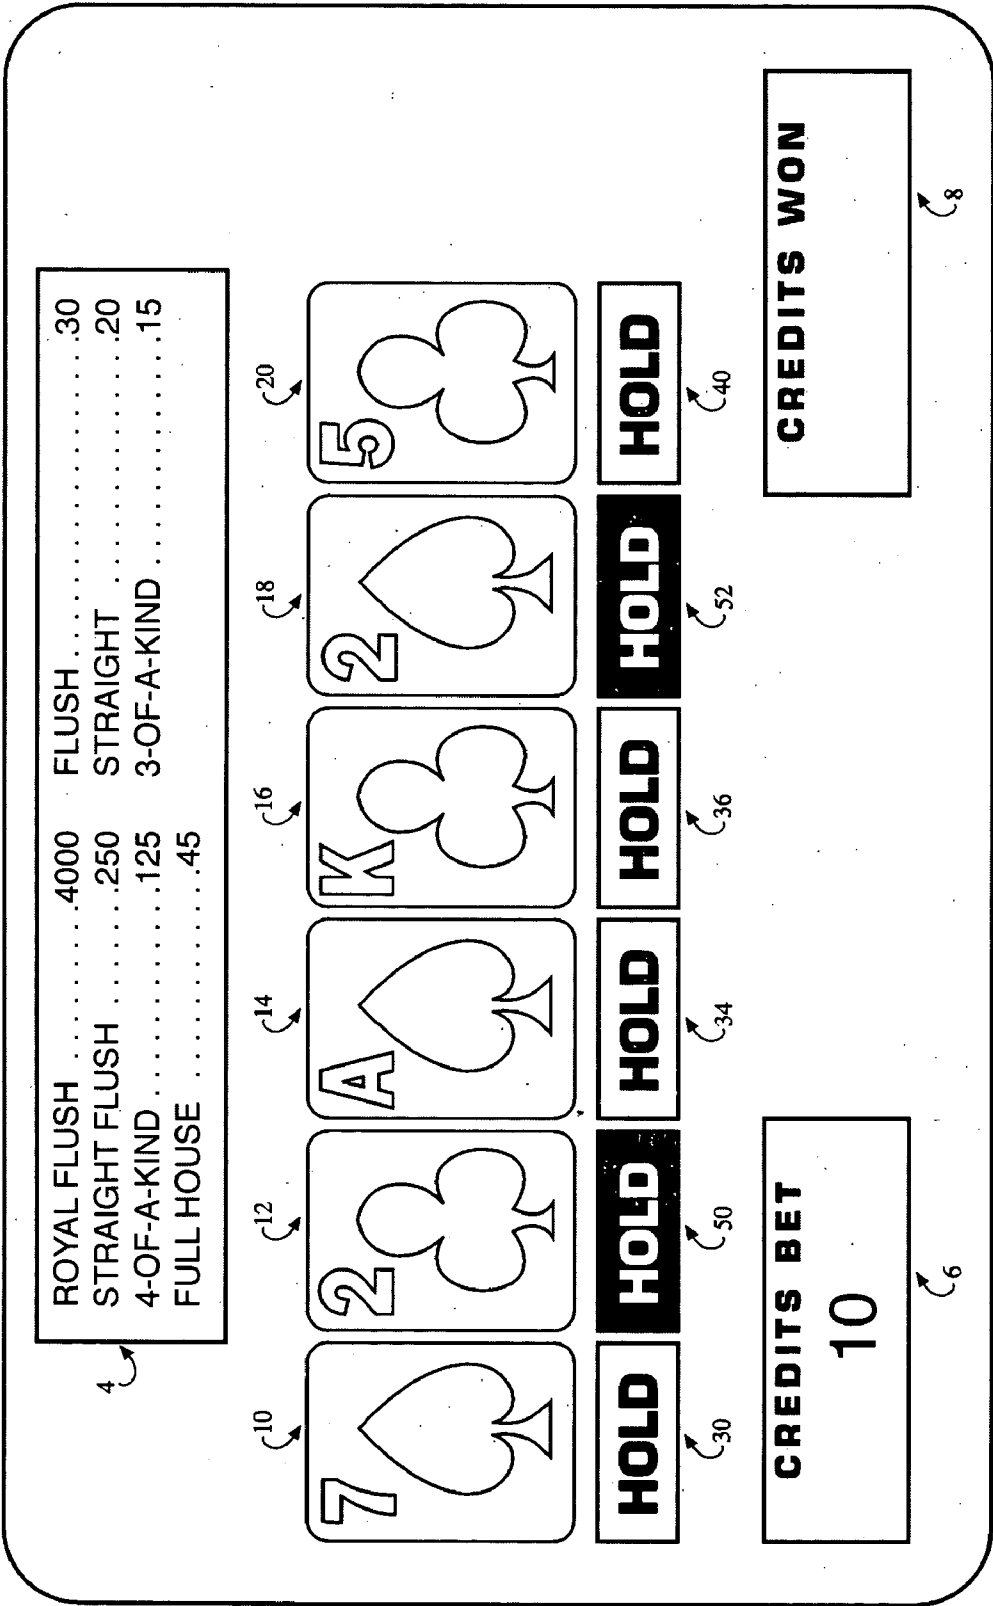 ROYAL FLUSH . . . . . . . . .4000 FLUSH . . . . . . . . . . . . . . . . . . .30
STRAIGHT FLUSH . . . . . . .250 STRAIGHT . . . . . . . . . . . . . . .20
4-OF-A-KIND . . . . . . . . . . . .125 3-OF-A-KIND . . . . . . . . . . . . .15
FULL HOUSE . . . . . . . . . . . .45
4
10 12 14 16 18 20
7 2 A K 2 5
HOLD HOLD HOLD HOLD HOLD HOLD
30 50 34 36 52 40
CREDITS BET CREDITS WON
10
6 8